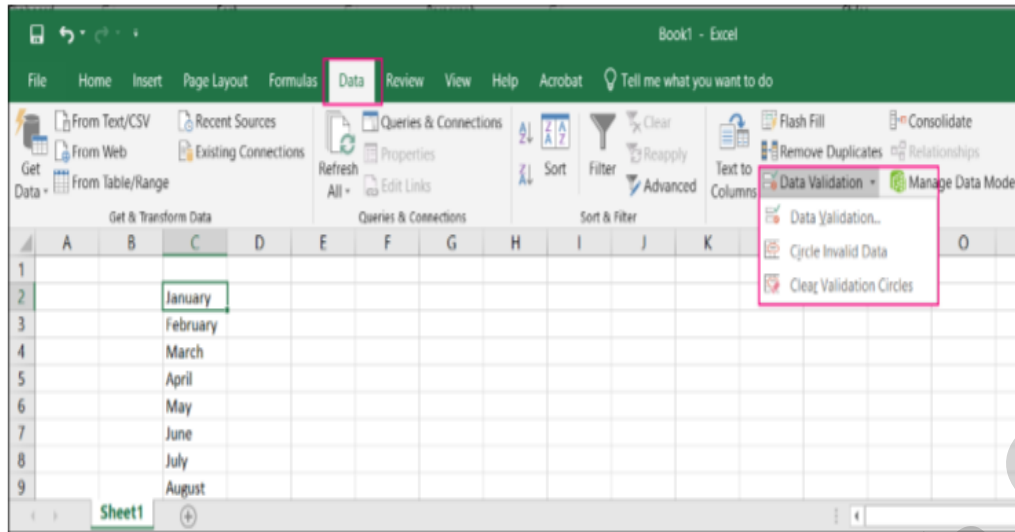 Book1 - Excel
File Home Insert Page Layout Formulas Data Review View Help Acrobat Tell me what you want to do
From Text/CSV Recent Sources Queries & Connections Clear Flash Fill Consolidate
From Web Existing Connections Properties Reapply Remove Duplicates Relationships
Get Data From Table/Range Refresh All Edit Links Sort Filter Advanced Text to Columns Data Validation Manage Data Mode
Get & Transform Data Queries & Connections Sort & Filter
Data Validation...
Circle Invalid Data
Clear Validation Circles
A B C D E F G H I J K O
1
2 January
3 February
4 March
5 April
6 May
7 June
8 July
9 August
Sheet1